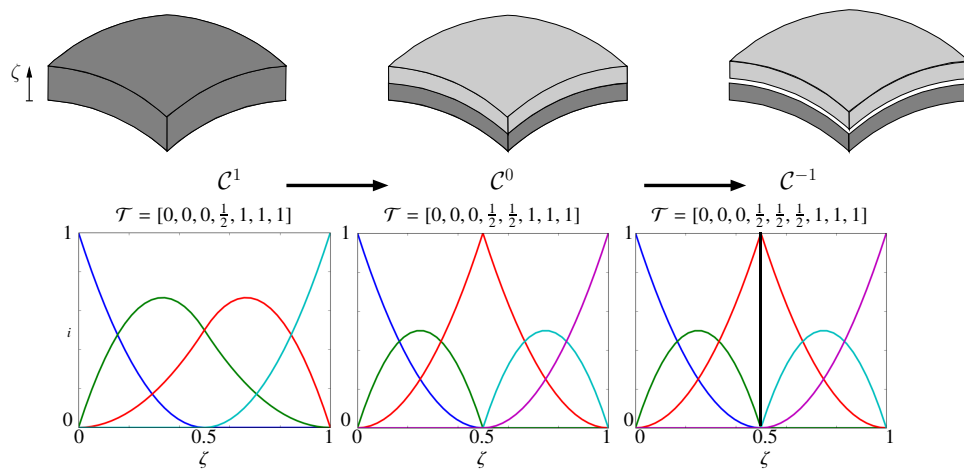 ζ
𝒞¹ 𝒞⁰ 𝒞⁻¹
𝒯 = [0, 0, 0, ½, 1, 1, 1] 𝒯 = [0, 0, 0, ½, ½, 1, 1, 1] 𝒯 = [0, 0, 0, ½, ½, ½, 1, 1, 1]
1 1 1
i
0 0 0
0 0.5 1 0 0.5 1 0 0.5 1
ζ ζ ζ